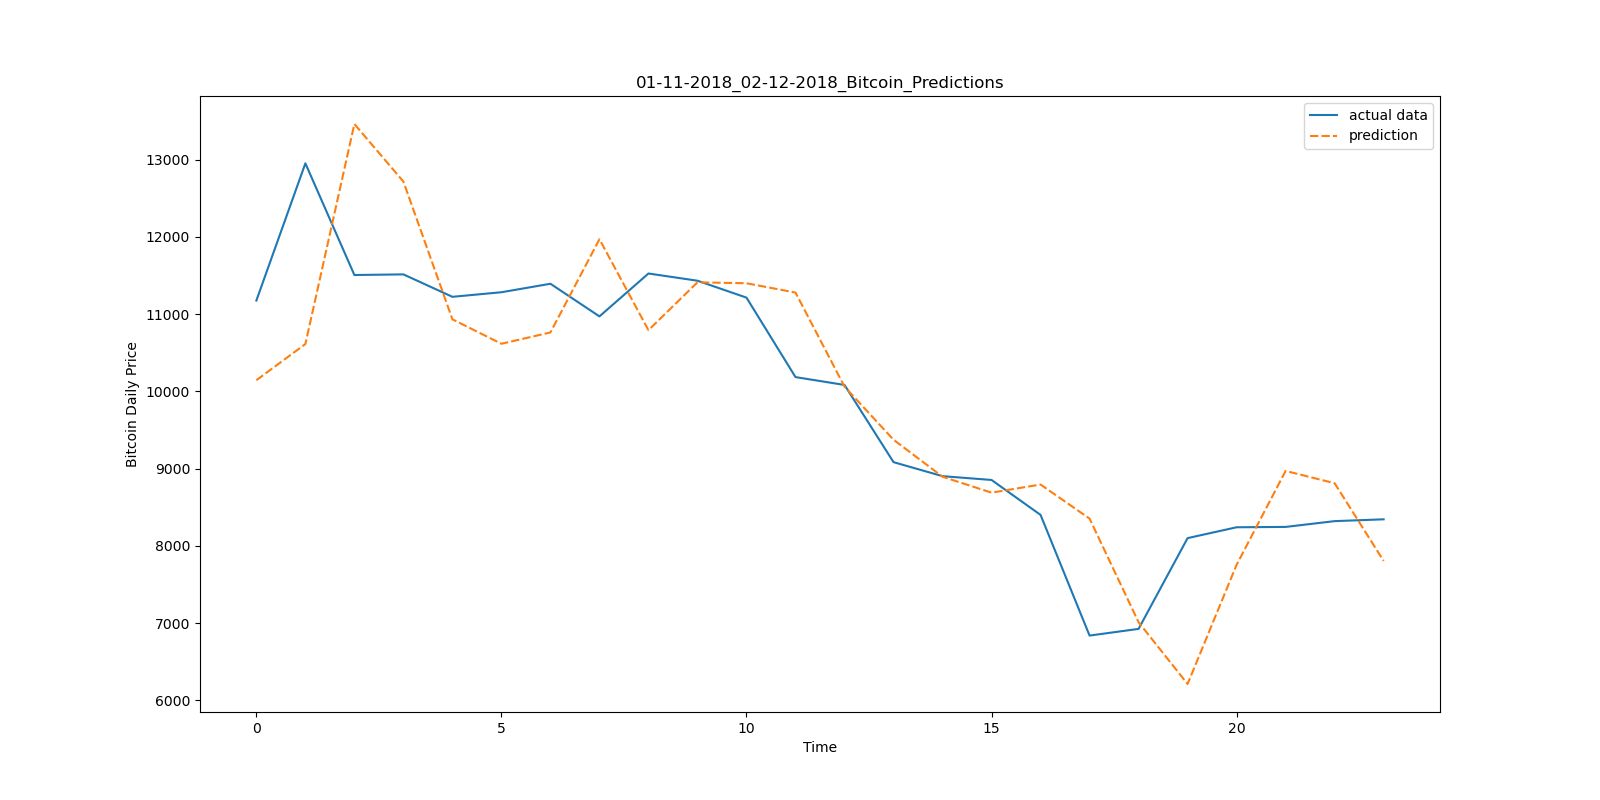 01-11-2018_02-12-2018_Bitcoin_Predictions
actual data
prediction
Bitcoin Daily Price
13000
12000
11000
10000
9000
8000
7000
6000
0 5 10 15 20
Time